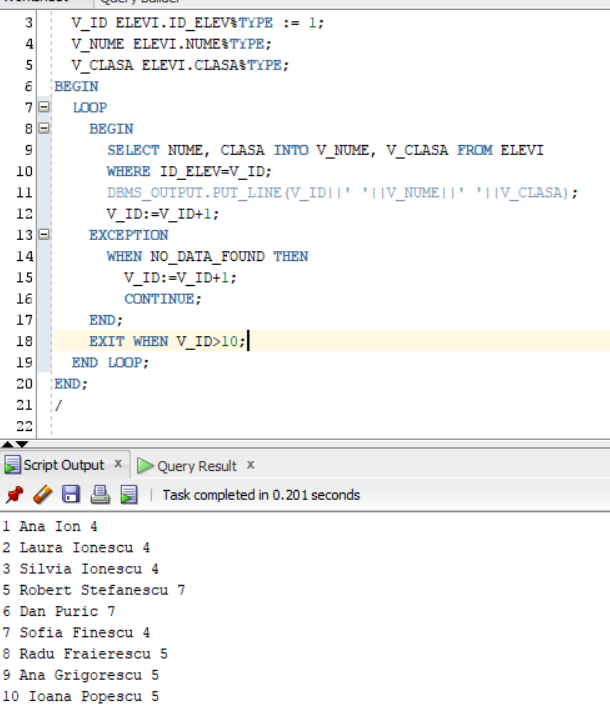 Query Builder
3 V_ID ELEVI.ID_ELEV%TYPE := 1;
4 V_NUME ELEVI.NUME%TYPE;
5 V_CLASA ELEVI.CLASA%TYPE;
6 BEGIN
7 LOOP
8 BEGIN
9 SELECT NUME, CLASA INTO V_NUME, V_CLASA FROM ELEVI
10 WHERE ID_ELEV=V_ID;
11 DBMS_OUTPUT.PUT_LINE(V_ID||' '||V_NUME||' '||V_CLASA);
12 V_ID:=V_ID+1;
13 EXCEPTION
14 WHEN NO_DATA_FOUND THEN
15 V_ID:=V_ID+1;
16 CONTINUE;
17 END;
18 EXIT WHEN V_ID>10;
19 END LOOP;
20 END;
21 /
22
Script Output x Query Result x
Task completed in 0.201 seconds
1 Ana Ion 4
2 Laura Ionescu 4
3 Silvia Ionescu 4
5 Robert Stefanescu 7
6 Dan Puric 7
7 Sofia Finescu 4
8 Radu Fraierescu 5
9 Ana Grigorescu 5
10 Ioana Popescu 5